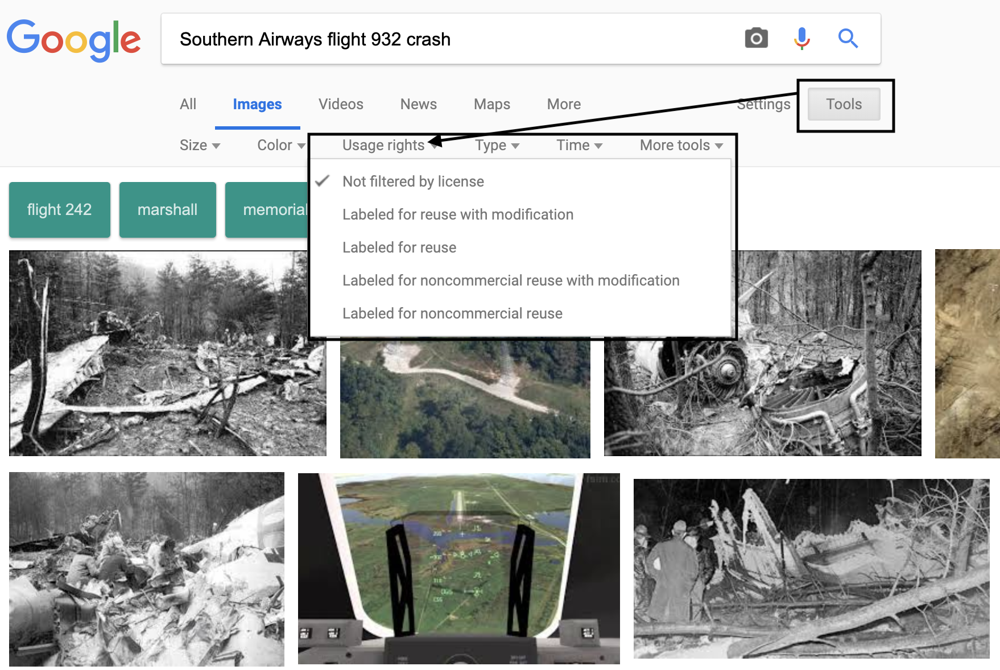 Google
Southern Airways flight 932 crash
All Images Videos News Maps More Settings Tools
Size Color Usage rights Type Time More tools
Not filtered by license
Labeled for reuse with modification
Labeled for reuse
Labeled for noncommercial reuse with modification
Labeled for noncommercial reuse
flight 242 marshall memorial